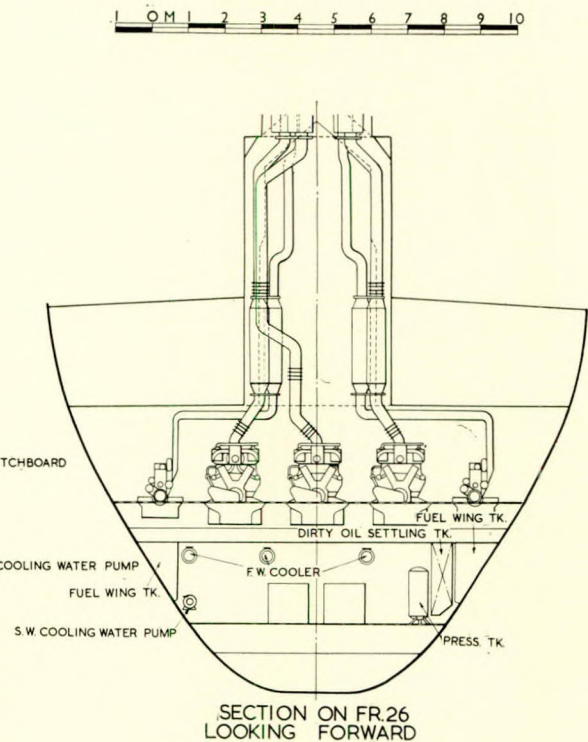 1 0 M 1 2 3 4 5 6 7 8 9 10
TCHBOARD
FUEL WING TK.
DIRTY OIL SETTLING TK.
COOLING WATER PUMP
F.W. COOLER
FUEL WING TK.
S.W. COOLING WATER PUMP
PRESS. TK.
SECTION ON FR.26
LOOKING FORWARD